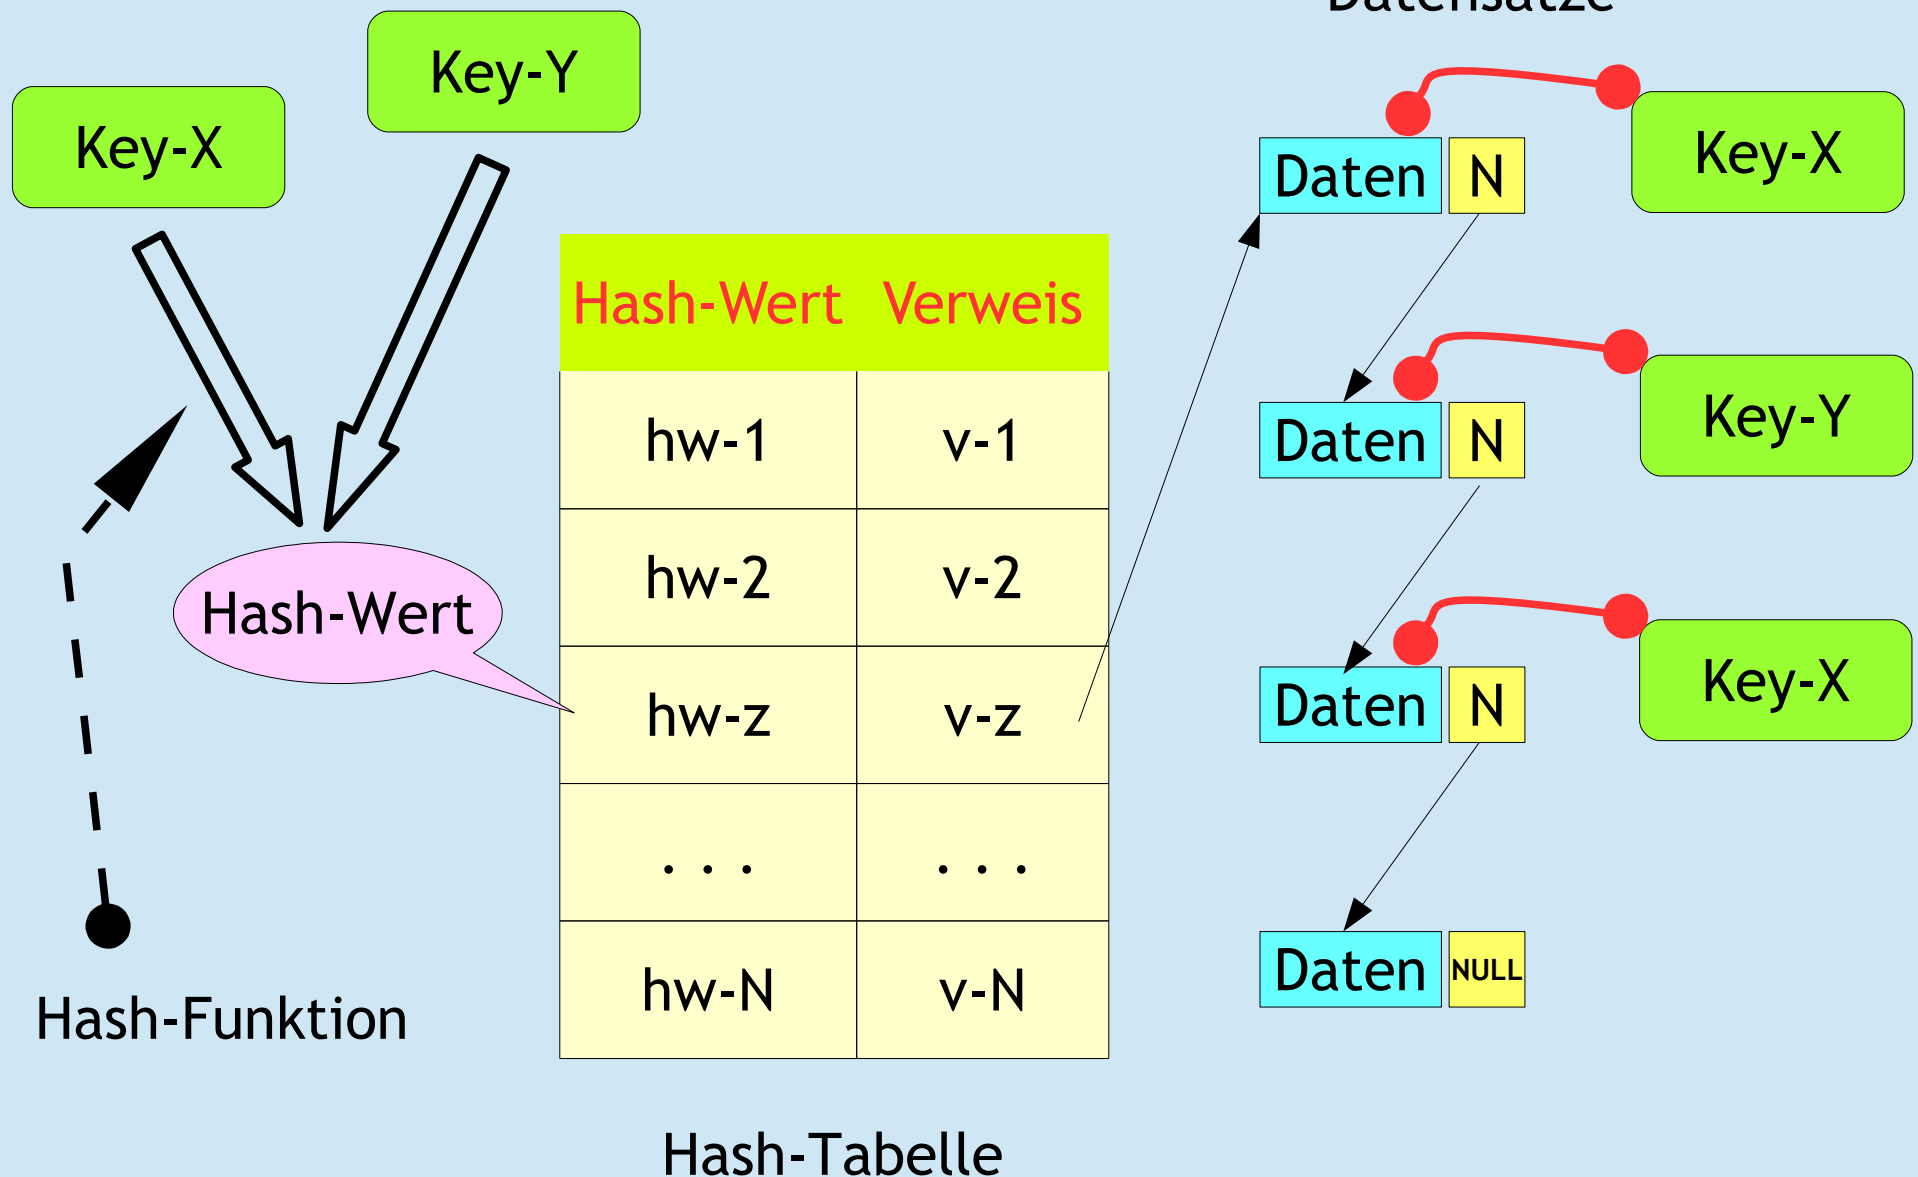 Datensätze
Key-X
Key-Y
Hash-Wert
Hash-Funktion
Hash-Wert Verweis
hw-1 v-1
hw-2 v-2
hw-z v-z
. . . . . .
hw-N v-N
Hash-Tabelle
Daten N Key-X
Daten N Key-Y
Daten N Key-X
Daten NULL